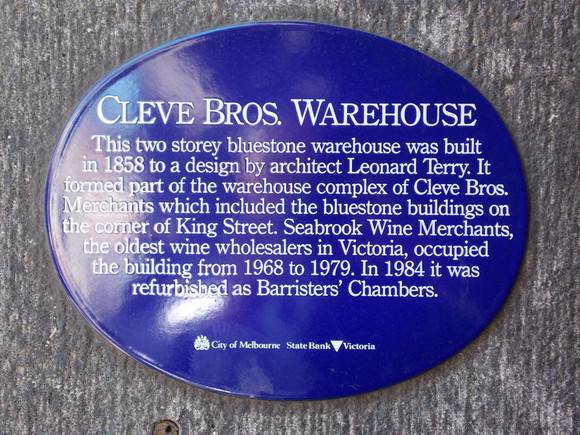 CLEVE BROS. WAREHOUSE
This two storey bluestone warehouse was built
in 1858 to a design by architect Leonard Terry. It
formed part of the warehouse complex of Cleve Bros.
Merchants which included the bluestone buildings on
the corner of King Street. Seabrook Wine Merchants,
the oldest wine wholesalers in Victoria, occupied
the building from 1968 to 1979. In 1984 it was
refurbished as Barristers' Chambers.
City of Melbourne State Bank Victoria